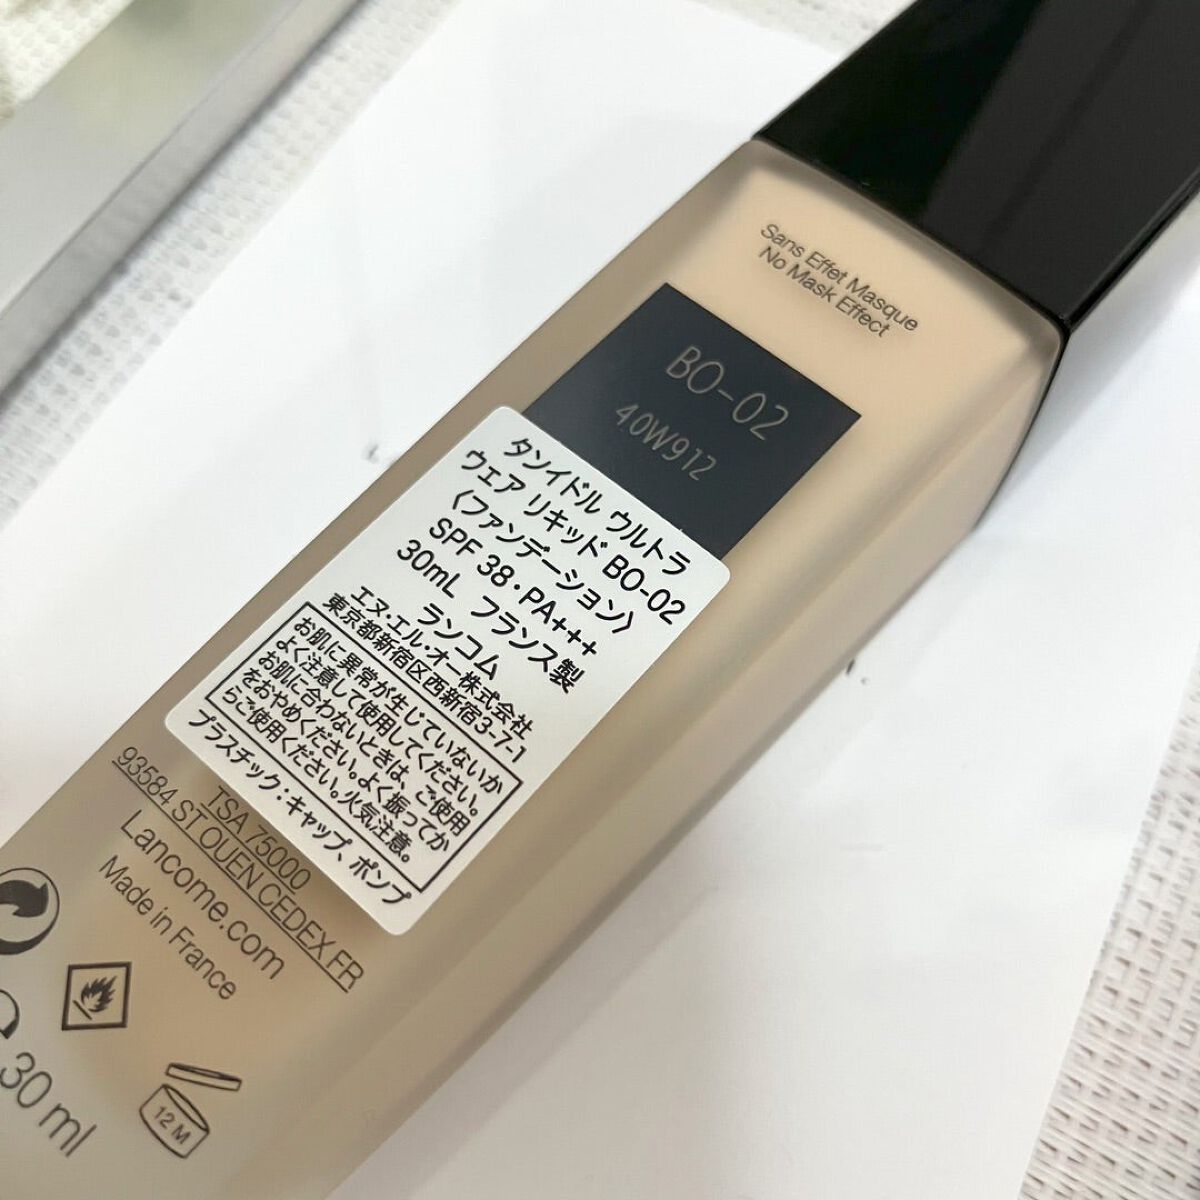 Sans Effet Masque
No Mask Effect
BO-02
40W912
タンイドル ウルトラ
ウェア リキッド BO-02
〈ファンデーション〉
SPF 38・PA+++
30mL フランス製
ランコム
エヌ・エル・オー株式会社
東京都新宿区西新宿3-7-1
お肌に異常が生じていないか
よく注意して使用してください。
お肌に合わないときは、ご使用
をおやめください。よく振ってか
らご使用ください。火気注意。
プラスチック:キャップ、ポンプ
TSA 75000
93584 ST OUEN CEDEX FR
Lancome.com
Made in France
30 ml
12 M